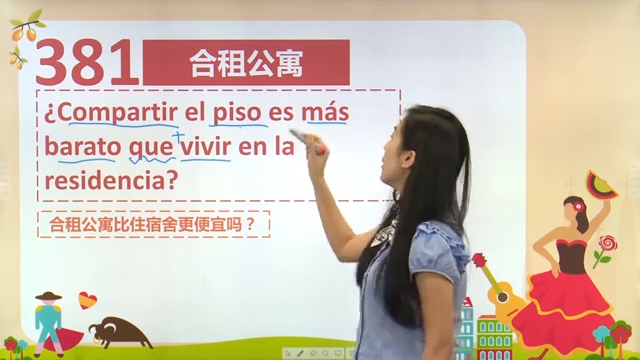 381
合租公寓
¿Compartir el piso es más
barato que vivir en la
residencia?
合租公寓比住宿舍更便宜吗？